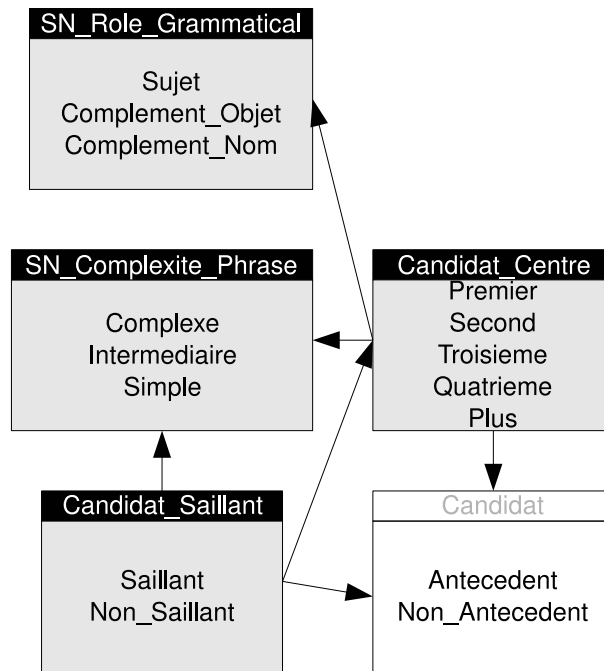 SN_Role_Grammatical
Sujet
Complement_Objet
Complement_Nom
SN_Complexite_Phrase
Complexe
Intermediaire
Simple
Candidat_Centre
Premier
Second
Troisieme
Quatrieme
Plus
Candidat_Saillant
Saillant
Non_Saillant
Candidat
Antecedent
Non_Antecedent